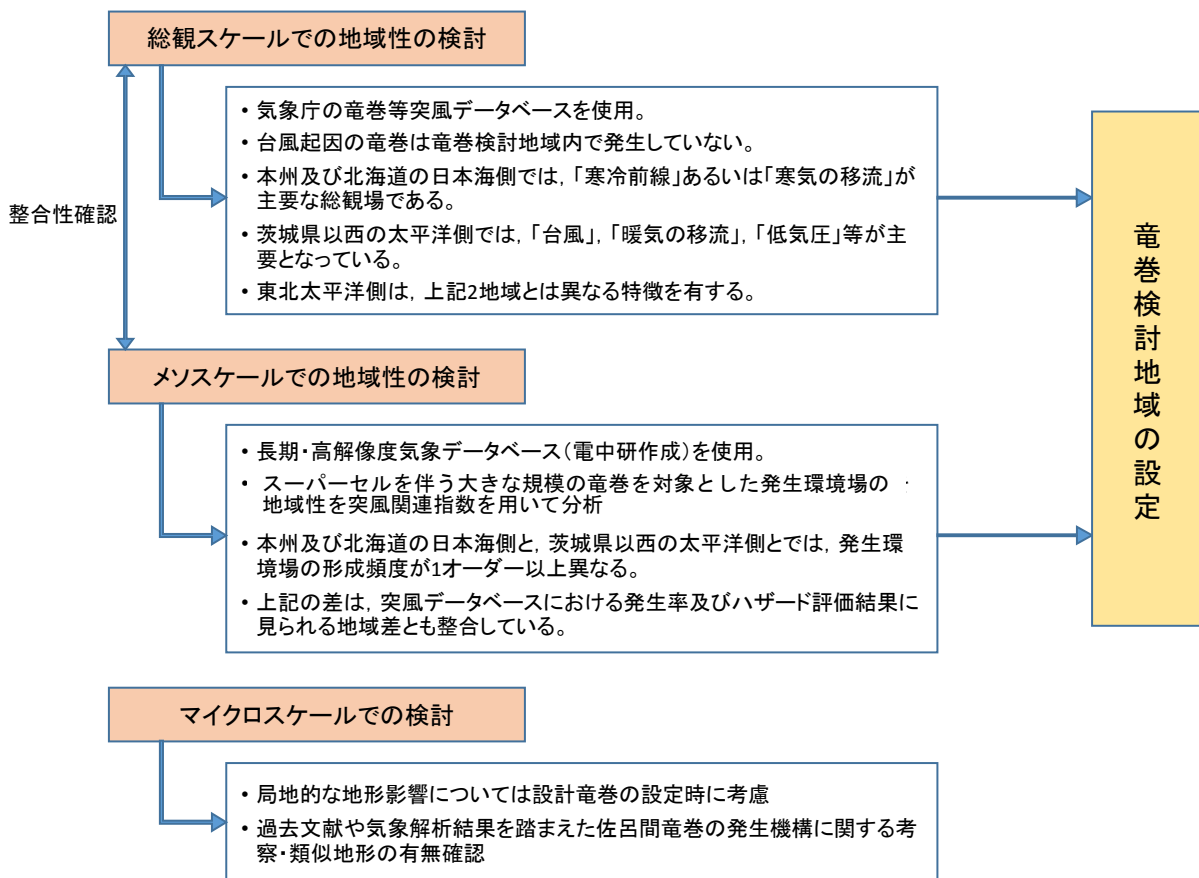 総観スケールでの地域性の検討
・気象庁の竜巻等突風データベースを使用。
・台風起因の竜巻は竜巻検討地域内で発生していない。
・本州及び北海道の日本海側では,「寒冷前線」あるいは「寒気の移流」が
主要な総観場である。
・茨城県以西の太平洋側では,「台風」,「暖気の移流」,「低気圧」等が主
要となっている。
・東北太平洋側は,上記2地域とは異なる特徴を有する。
整合性確認
メソスケールでの地域性の検討
・長期・高解像度気象データベース(電中研作成)を使用。
・スーパーセルを伴う大きな規模の竜巻を対象とした発生環境場の
地域性を突風関連指数を用いて分析
・本州及び北海道の日本海側と,茨城県以西の太平洋側とでは,発生環
境場の形成頻度が1オーダー以上異なる。
・上記の差は,突風データベースにおける発生率及びハザード評価結果に
見られる地域差とも整合している。
竜巻検討地域の設定
マイクロスケールでの検討
・局地的な地形影響については設計竜巻の設定時に考慮
・過去文献や気象解析結果を踏まえた佐呂間竜巻の発生機構に関する考
察・類似地形の有無確認